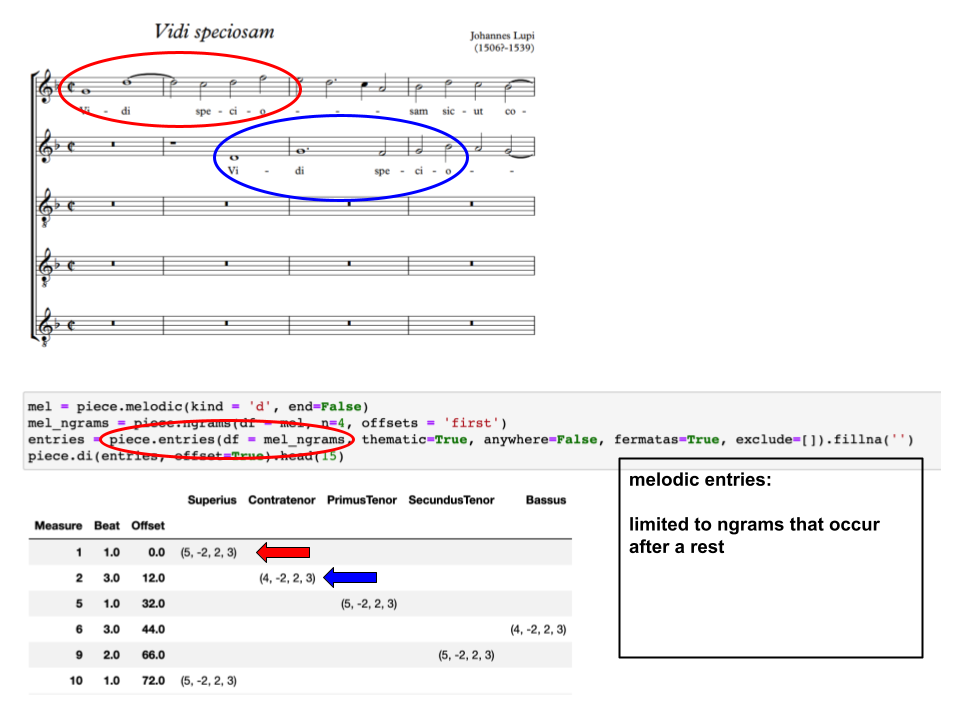 Vidi speciosam
Johannes Lupi
(1506?-1539)
Vi - di spe - ci - o - - - sam sic - ut co -
Vi - di spe - ci - o - - -
mel = piece.melodic(kind = 'd', end=False)
mel_ngrams = piece.ngrams(df = mel, n=4, offsets = 'first')
entries = piece.entries(df = mel_ngrams, thematic=True, anywhere=False, fermatas=True, exclude=[]).fillna('')
piece.di(entries, offset=True).head(15)
melodic entries:
limited to ngrams that occur
after a rest
Superius Contratenor PrimusTenor SecundusTenor Bassus
Measure Beat Offset
1 1.0 0.0 (5, -2, 2, 3)
2 3.0 12.0 (4, -2, 2, 3)
5 1.0 32.0 (5, -2, 2, 3)
6 3.0 44.0 (4, -2, 2, 3)
9 2.0 66.0 (5, -2, 2, 3)
10 1.0 72.0 (5, -2, 2, 3)